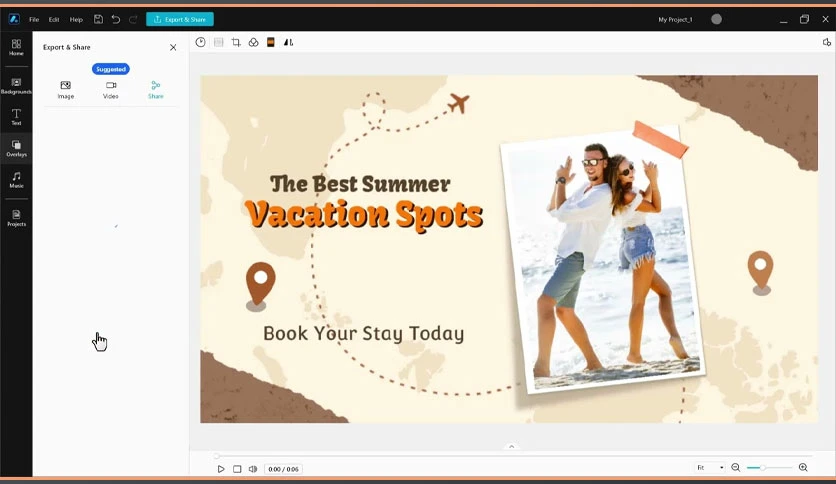 File Edit Help Export & Share My Project_1
Home
Backgrounds
Text
Overlays
Music
Projects
Export & Share
Suggested
Image Video Share
The Best Summer
Vacation Spots
Book Your Stay Today
0:00 / 0:06
Fit